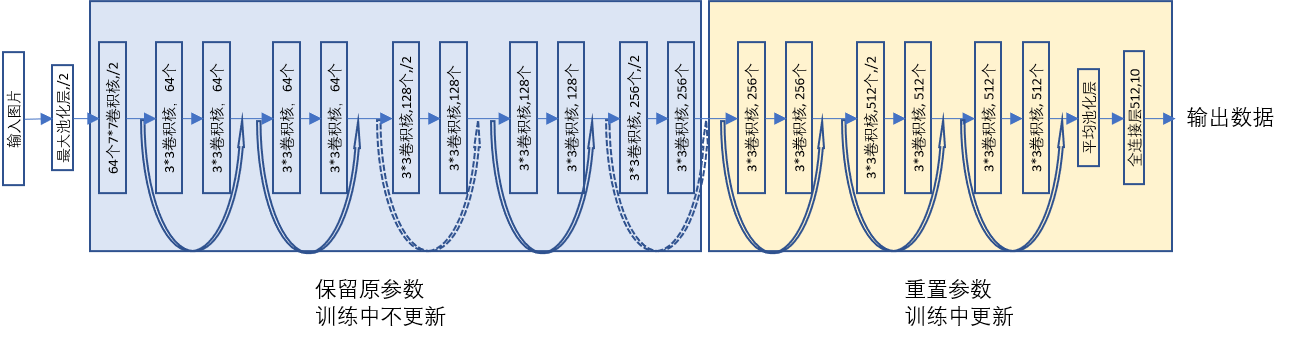 输入图片
最大池化层,/2
64个7*7卷积核,/2
3*3卷积核, 64个
3*3卷积核, 64个
3*3卷积核, 64个
3*3卷积核, 64个
3*3卷积核,128个,/2
3*3卷积核,128个
3*3卷积核,128个
3*3卷积核, 128个
3*3卷积核, 256个,/2
3*3卷积核, 256个
3*3卷积核, 256个
3*3卷积核, 256个
3*3卷积核,512个,/2
3*3卷积核, 512个
3*3卷积核, 512个
3*3卷积核, 512个
平均池化层
全连接层512,10
输出数据
保留原参数
训练中不更新
重置参数
训练中更新